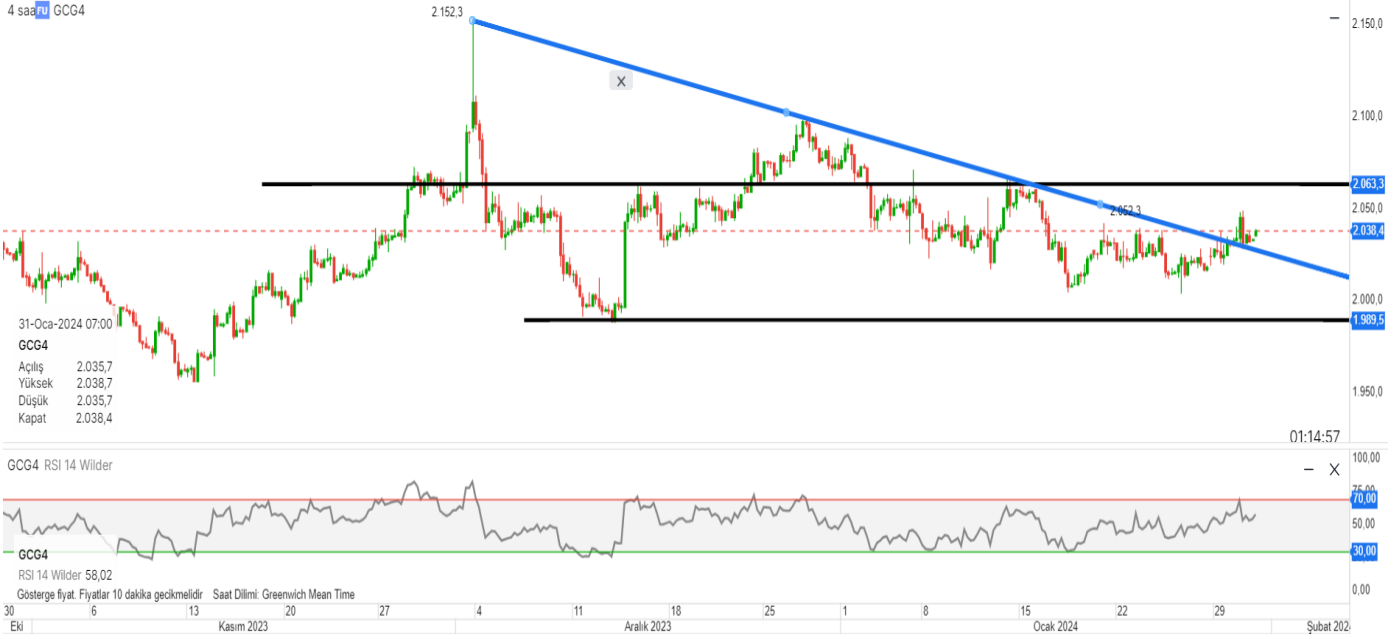 4 saa FU GCG4
2.152,3
X
2.052,3
2.150,0
2.100,0
2.063,3
2.050,0
2.038,4
2.000,0
1.989,5
1.950,0
31-Oca-2024 07:00
GCG4
Açılış 2.035,7
Yüksek 2.038,7
Düşük 2.035,7
Kapat 2.038,4
01:14:57
GCG4 RSI 14 Wilder
X
100,00
75,00
70,00
50,00
30,00
0,00
GCG4
RSI 14 Wilder 58,02
Gösterge fiyat. Fiyatlar 10 dakika gecikmelidir Saat Dilimi: Greenwich Mean Time
30 6 13 20 27 4 11 18 25 1 8 15 22 29
Eki Kasım 2023 Aralık 2023 Ocak 2024 Şubat 2024